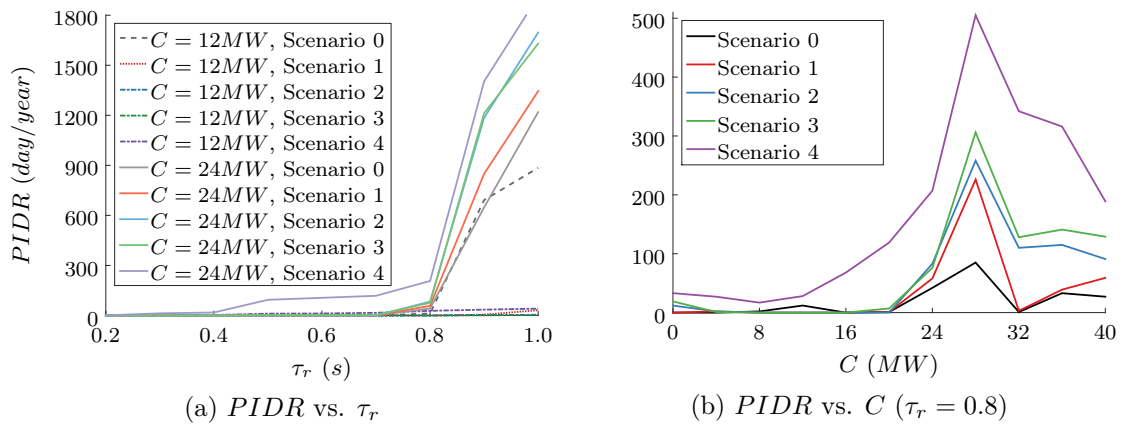 1800
1500
1200
900
600
300
0
PIDR (day/year)
C = 12MW, Scenario 0
C = 12MW, Scenario 1
C = 12MW, Scenario 2
C = 12MW, Scenario 3
C = 12MW, Scenario 4
C = 24MW, Scenario 0
C = 24MW, Scenario 1
C = 24MW, Scenario 2
C = 24MW, Scenario 3
C = 24MW, Scenario 4
0.2 0.4 0.6 0.8 1.0
τr (s)
(a) PIDR vs. τr
500
400
300
200
100
0
Scenario 0
Scenario 1
Scenario 2
Scenario 3
Scenario 4
0 8 16 24 32 40
C (MW)
(b) PIDR vs. C (τr = 0.8)